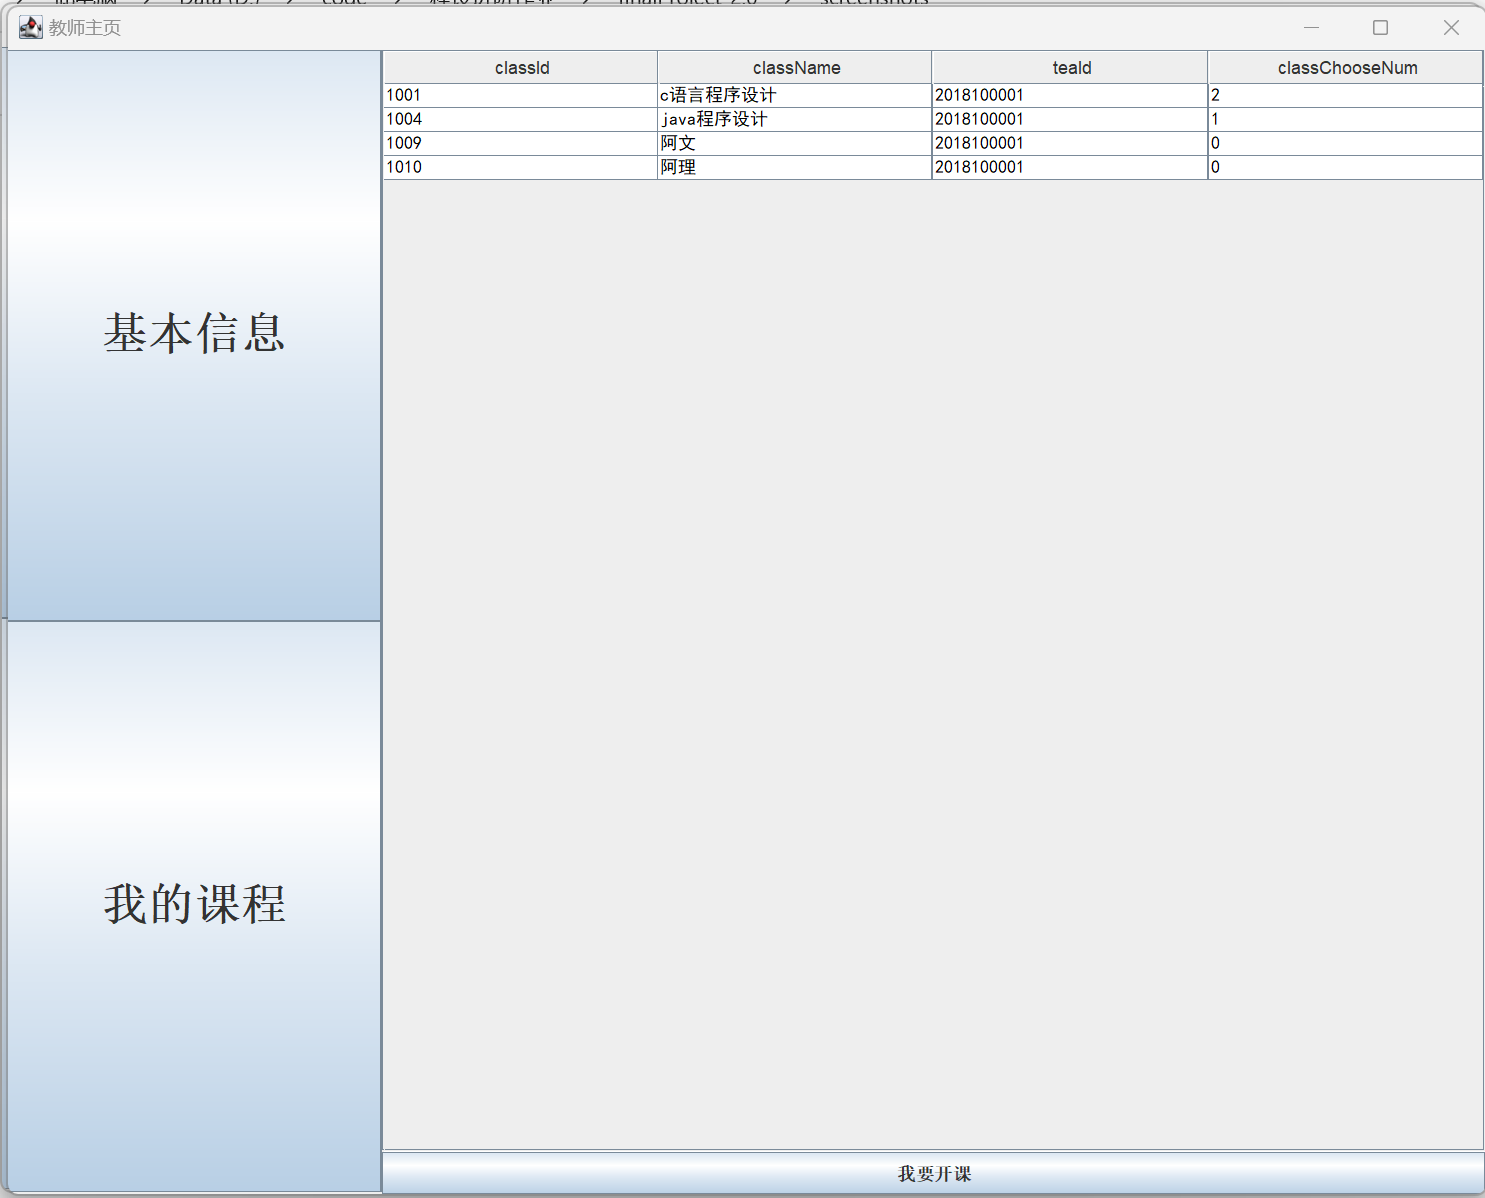 教师主页
classId className teaId classChooseNum
1001 c语言程序设计 2018100001 2
1004 java程序设计 2018100001 1
1009 阿文 2018100001 0
1010 阿理 2018100001 0
基本信息
我的课程
我要开课